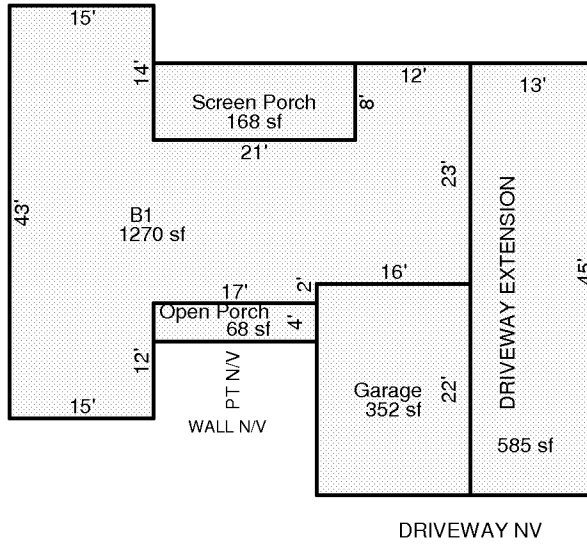 15'
14'
12'
13'
Screen Porch
168 sf
8'
21'
23'
43'
B1
1270 sf
DRIVEWAY EXTENSION
45'
17'
2'
16'
Open Porch
68 sf
4'
12'
PT N/V
Garage
352 sf
22'
15'
WALL N/V
585 sf
DRIVEWAY NV